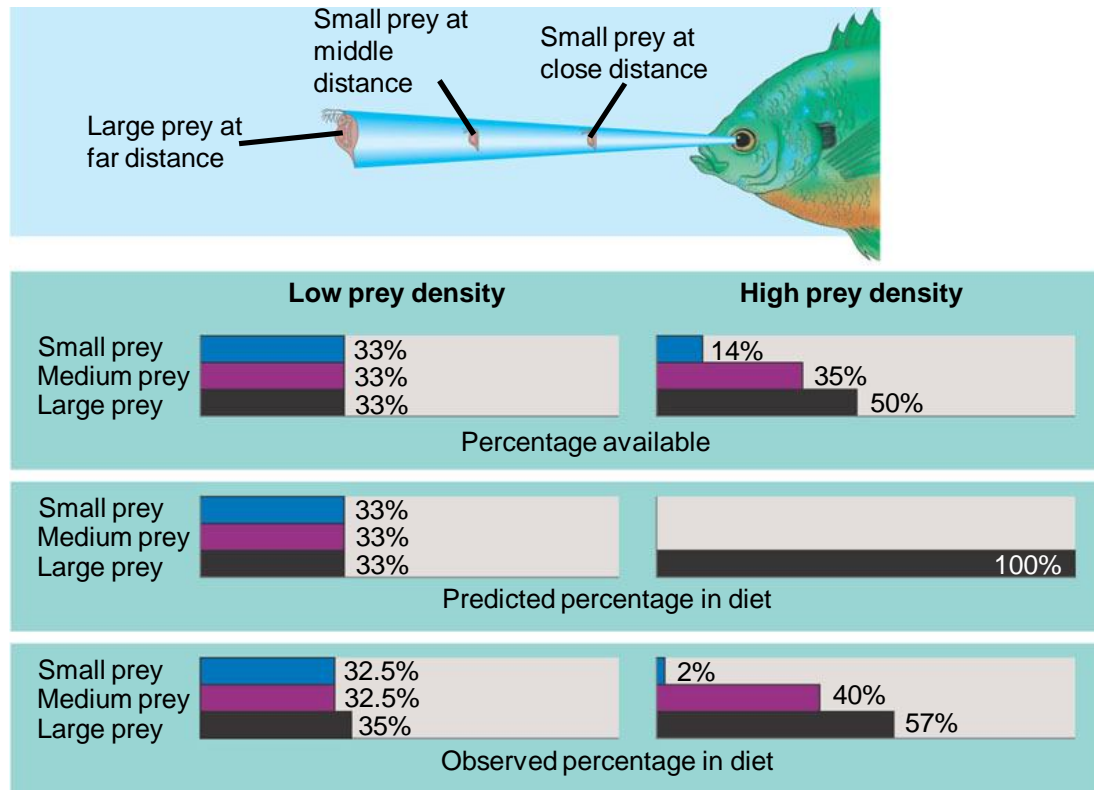 Small prey at
middle
distance
Small prey at
close distance
Large prey at
far distance
Low prey density
High prey density
Small prey
33%
14%
Medium prey
33%
35%
Large prey
33%
50%
Percentage available
Small prey
33%
Medium prey
33%
Large prey
33%
100%
Predicted percentage in diet
Small prey
32.5%
2%
Medium prey
32.5%
40%
Large prey
35%
57%
Observed percentage in diet